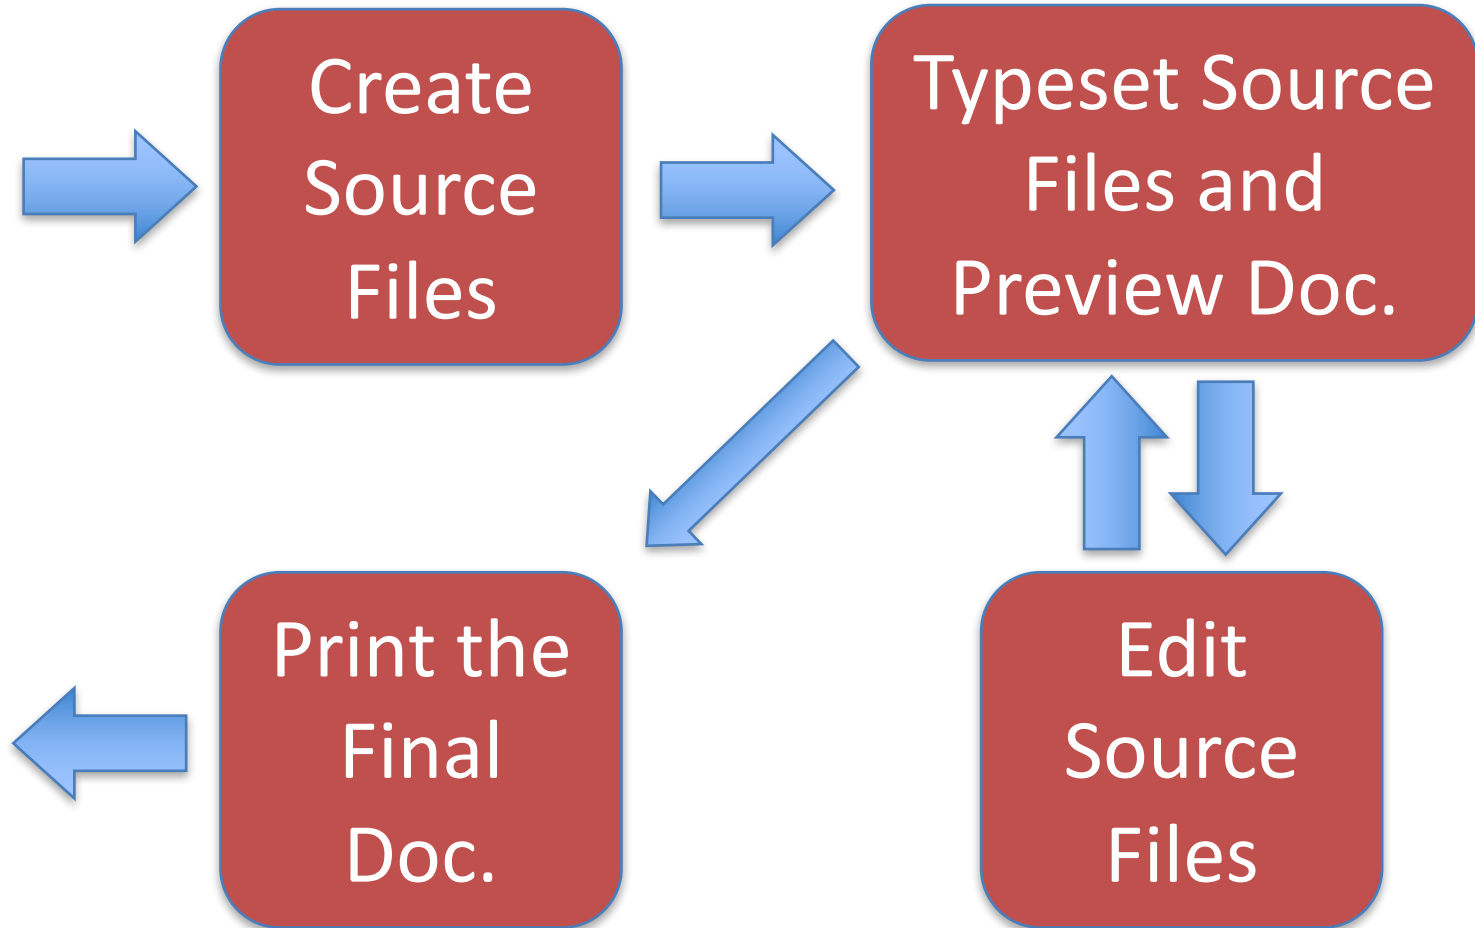 Create
Source
Files
Typeset Source
Files and
Preview Doc.
Print the
Final
Doc.
Edit
Source
Files